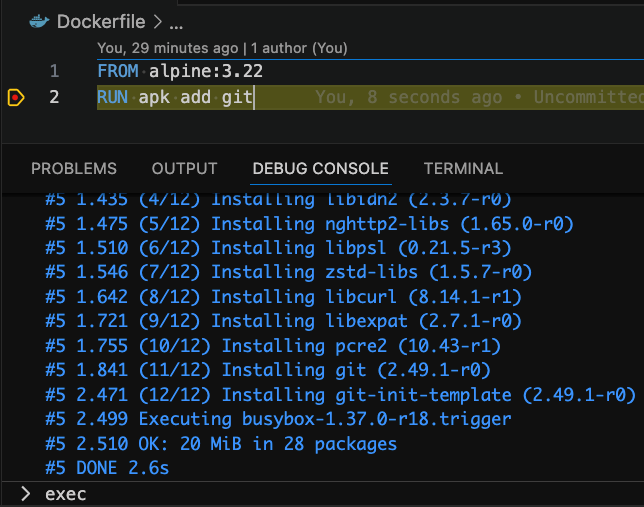 Dockerfile > ...
You, 29 minutes ago | 1 author (You)
1 FROM alpine:3.22
2 RUN apk add git You, 8 seconds ago • Uncommitted
PROBLEMS OUTPUT DEBUG CONSOLE TERMINAL
#5 1.435 (4/12) Installing libidn2 (2.3.7-r0)
#5 1.475 (5/12) Installing nghttp2-libs (1.65.0-r0)
#5 1.510 (6/12) Installing libpsl (0.21.5-r3)
#5 1.546 (7/12) Installing zstd-libs (1.5.7-r0)
#5 1.642 (8/12) Installing libcurl (8.14.1-r1)
#5 1.721 (9/12) Installing libexpat (2.7.1-r0)
#5 1.755 (10/12) Installing pcre2 (10.43-r1)
#5 1.841 (11/12) Installing git (2.49.1-r0)
#5 2.471 (12/12) Installing git-init-template (2.49.1-r0)
#5 2.499 Executing busybox-1.37.0-r18.trigger
#5 2.510 OK: 20 MiB in 28 packages
#5 DONE 2.6s
> exec